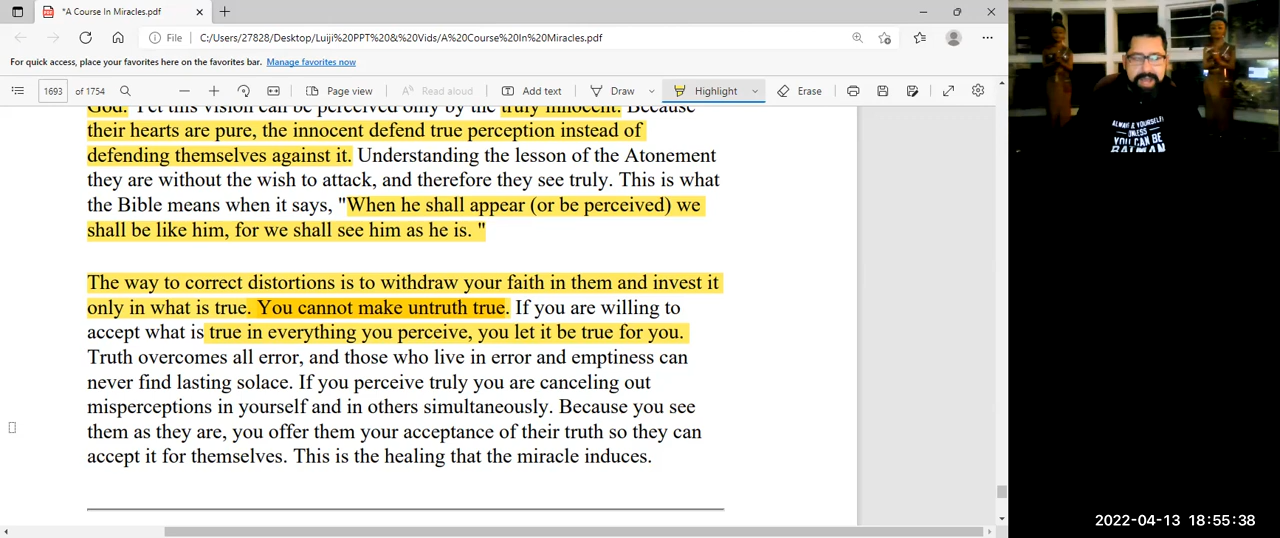 *A Course In Miracles.pdf
File
C:/Users/27828/Desktop/Luiji%20PPT%20&%20Vids/A%20Course%20In%20Miracles.pdf
For quick access, place your favorites here on the favorites bar. Manage favorites now
1693 of 1754
Page view
Read aloud
Add text
Draw
Highlight
Erase
God. Yet this vision can be perceived only by the truly innocent. Because
their hearts are pure, the innocent defend true perception instead of
defending themselves against it. Understanding the lesson of the Atonement
they are without the wish to attack, and therefore they see truly. This is what
the Bible means when it says, "When he shall appear (or be perceived) we
shall be like him, for we shall see him as he is. "
The way to correct distortions is to withdraw your faith in them and invest it
only in what is true. You cannot make untruth true. If you are willing to
accept what is true in everything you perceive, you let it be true for you.
Truth overcomes all error, and those who live in error and emptiness can
never find lasting solace. If you perceive truly you are canceling out
misperceptions in yourself and in others simultaneously. Because you see
them as they are, you offer them your acceptance of their truth so they can
accept it for themselves. This is the healing that the miracle induces.
ALWAYS
YOURSELF
UNLESS
YOU CAN BE
BATMAN
2022-04-13 18:55:38